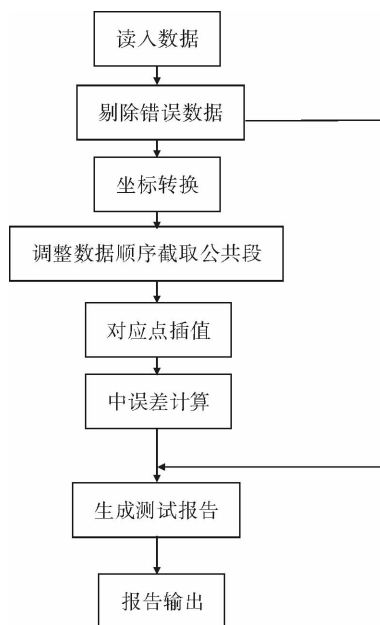 读入数据
剔除错误数据
坐标转换
调整数据顺序截取公共段
对应点插值
中误差计算
生成测试报告
报告输出